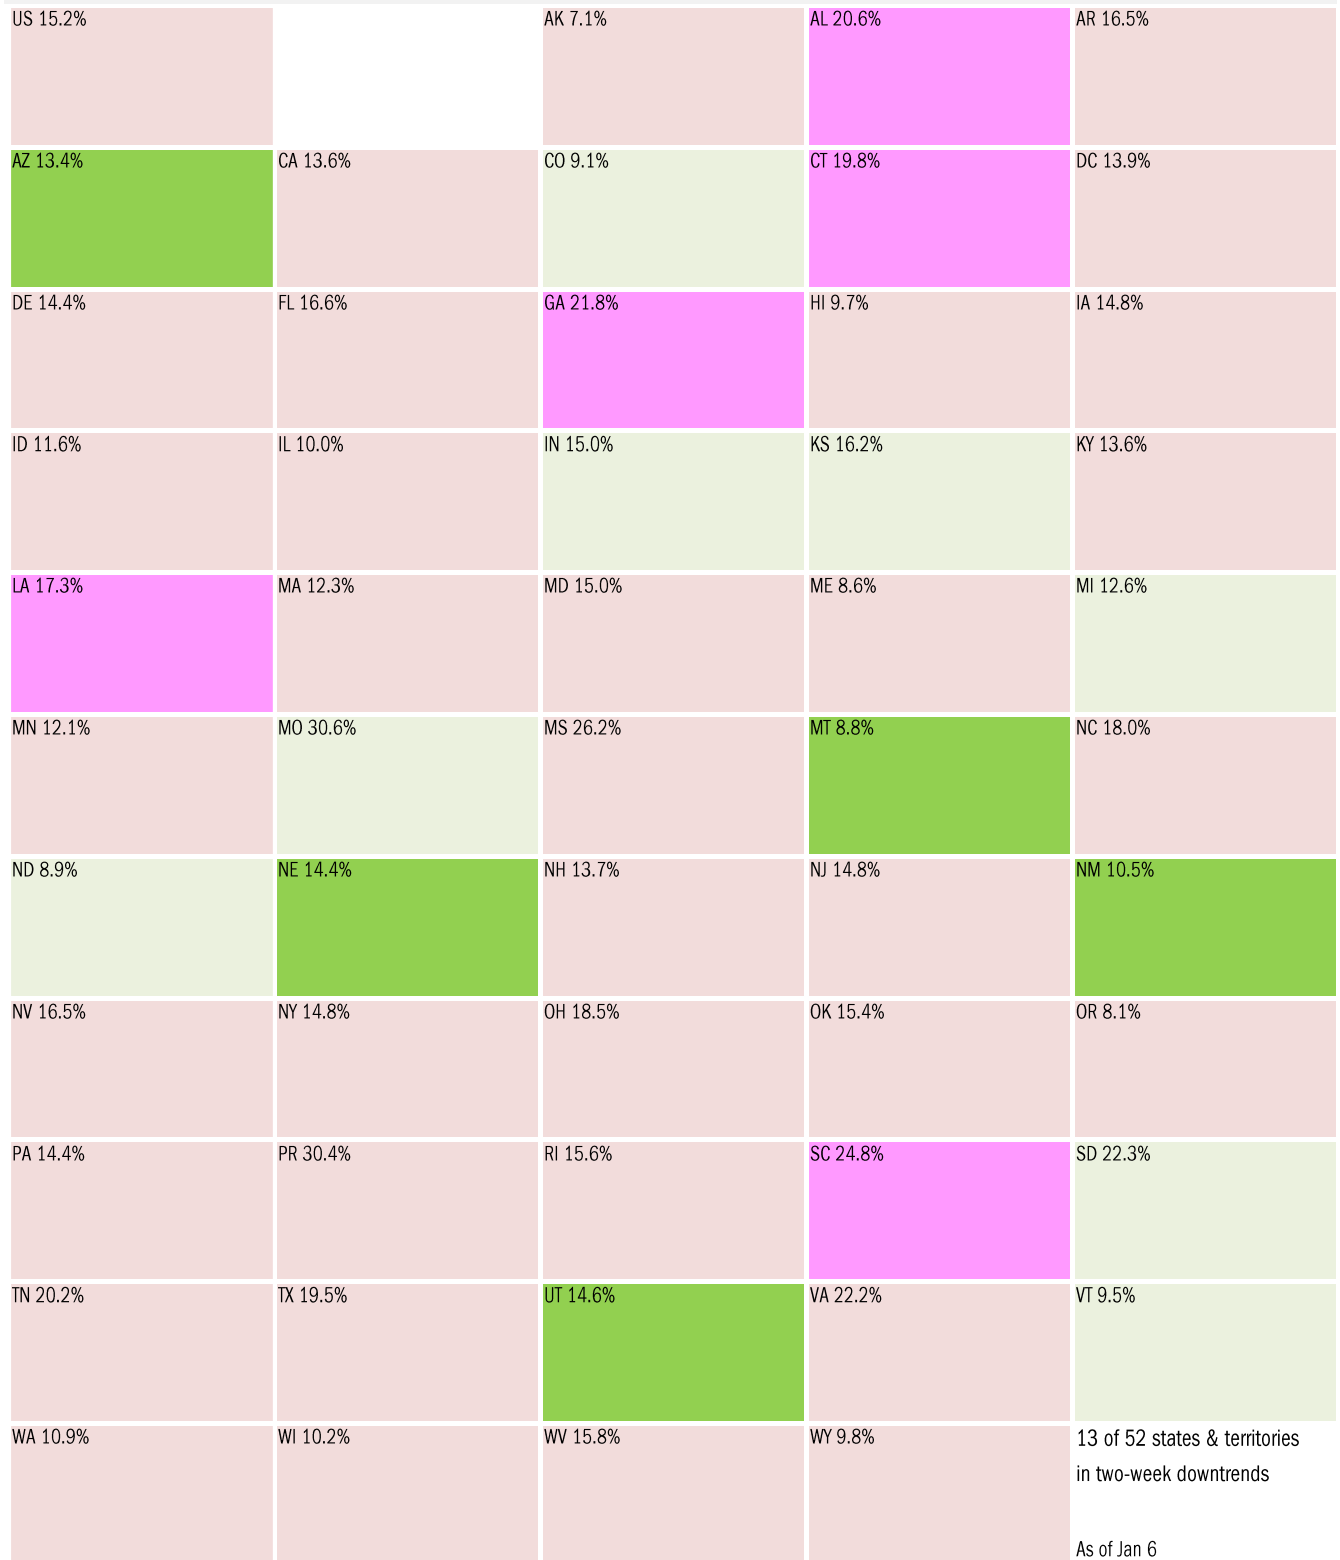 US 15.2%
AK 7.1%
AL 20.6%
AR 16.5%
AZ 13.4%
CA 13.6%
CO 9.1%
CT 19.8%
DC 13.9%
DE 14.4%
FL 16.6%
GA 21.8%
HI 9.7%
IA 14.8%
ID 11.6%
IL 10.0%
IN 15.0%
KS 16.2%
KY 13.6%
LA 17.3%
MA 12.3%
MD 15.0%
ME 8.6%
MI 12.6%
MN 12.1%
MO 30.6%
MS 26.2%
MT 8.8%
NC 18.0%
ND 8.9%
NE 14.4%
NH 13.7%
NJ 14.8%
NM 10.5%
NV 16.5%
NY 14.8%
OH 18.5%
OK 15.4%
OR 8.1%
PA 14.4%
PR 30.4%
RI 15.6%
SC 24.8%
SD 22.3%
TN 20.2%
TX 19.5%
UT 14.6%
VA 22.2%
VT 9.5%
WA 10.9%
WI 10.2%
WV 15.8%
WY 9.8%
13 of 52 states & territories
in two-week downtrends
As of Jan 6